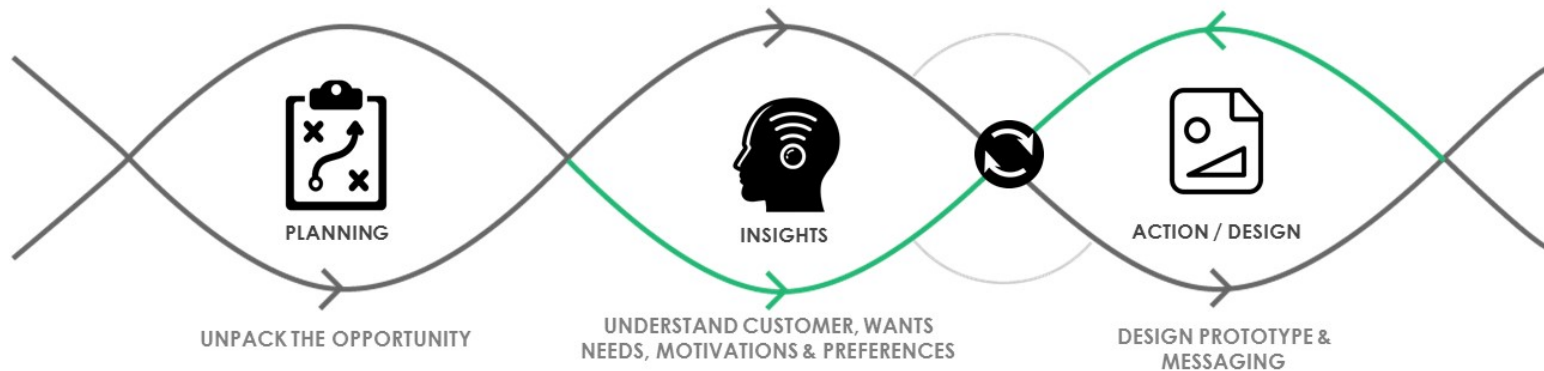 PLANNING
INSIGHTS
ACTION / DESIGN
UNPACK THE OPPORTUNITY
UNDERSTAND CUSTOMER, WANTS
NEEDS, MOTIVATIONS & PREFERENCES
DESIGN PROTOTYPE &
MESSAGING